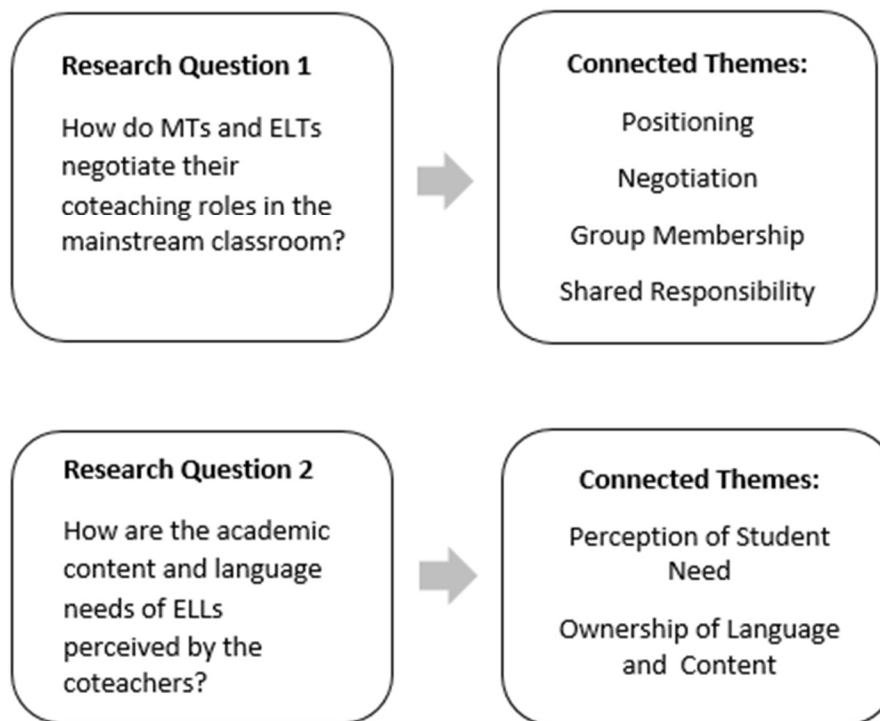 Research Question 1
How do MTs and ELTs
negotiate their
coteaching roles in the
mainstream classroom?
Connected Themes:
Positioning
Negotiation
Group Membership
Shared Responsibility
Research Question 2
How are the academic
content and language
needs of ELLs
perceived by the
coteachers?
Connected Themes:
Perception of Student
Need
Ownership of Language
and Content